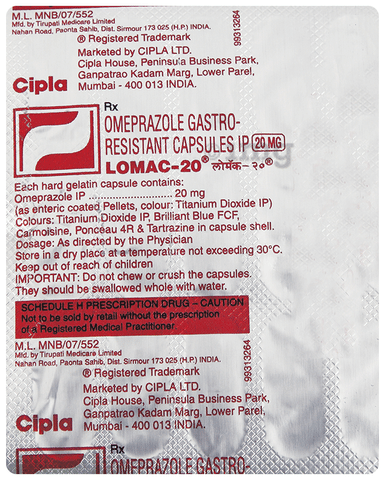 M.L. MNB/07/552
Mfd. by Tirupati Medicare Limited
Nahan Road, Paonta Sahib, Dist. Sirmour 173 025 (H.P.) INDIA.
® Registered Trademark
Marketed by CIPLA LTD.
Cipla House, Peninsula Business Park,
Ganpatrao Kadam Marg, Lower Parel,
Cipla Mumbai - 400 013 INDIA.
99313264
Rx
OMEPRAZOLE GASTRO-
RESISTANT CAPSULES IP 20 MG
LOMAC-20® लोमॅक-२०®
Each hard gelatin capsule contains:
Omeprazole IP ........................ 20 mg
(as enteric coated Pellets, colour: Titanium Dioxide IP)
Colours: Titanium Dioxide IP, Brilliant Blue FCF,
Carmoisine, Ponceau 4R & Tartrazine in capsule shell.
Dosage: As directed by the Physician
Store in a dry place at a temperature not exceeding 30°C.
Keep out of reach of children
IMPORTANT: Do not chew or crush the capsules.
They should be swallowed whole with water.
SCHEDULE H PRESCRIPTION DRUG – CAUTION
Not to be sold by retail without the prescription
of a Registered Medical Practitioner.
M.L. MNB/07/552
Mfd. by Tirupati Medicare Limited
Nahan Road, Paonta Sahib, Dist. Sirmour 173 025 (H.P.) INDIA.
® Registered Trademark
Marketed by CIPLA LTD.
Cipla House, Peninsula Business Park,
Ganpatrao Kadam Marg, Lower Parel,
Cipla Mumbai - 400 013 INDIA.
99313264
Rx
OMEPRAZOLE GASTRO-